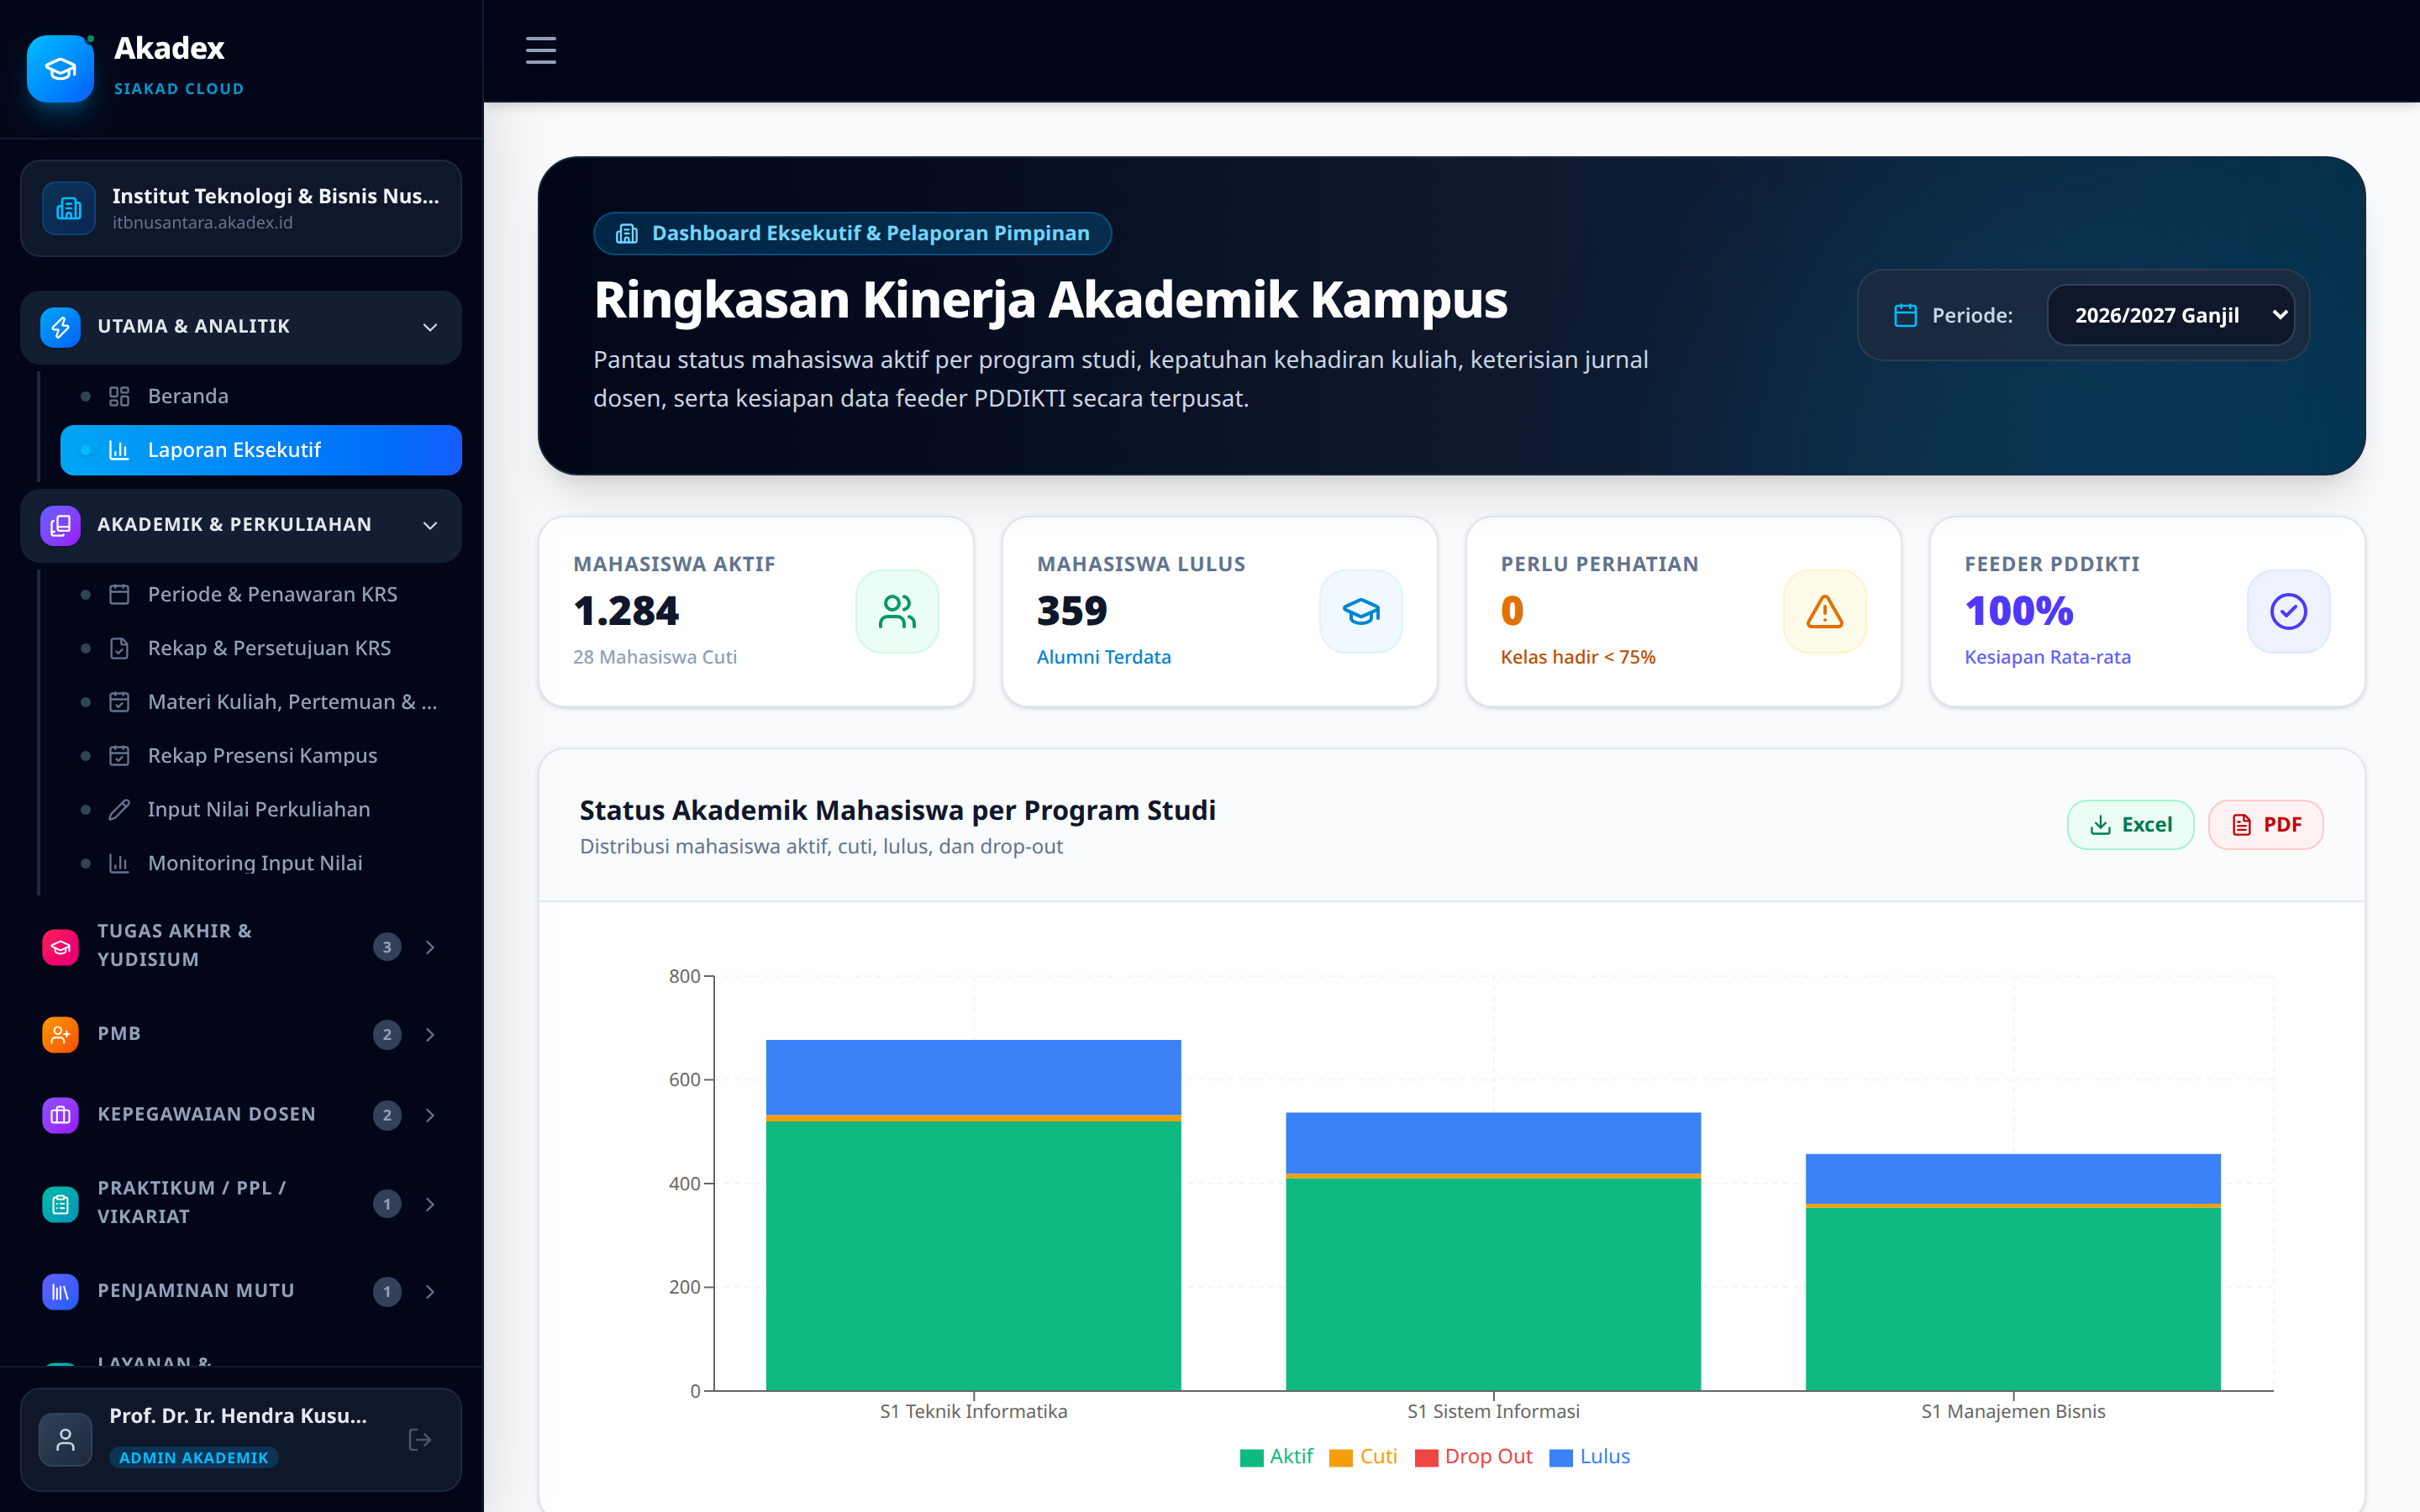 Akadex
SIAKAD CLOUD
Institut Teknologi & Bisnis Nus...
itbnusantara.akadex.id
UTAMA & ANALITIK
Beranda
Laporan Eksekutif
AKADEMIK & PERKULIAHAN
Periode & Penawaran KRS
Rekap & Persetujuan KRS
Materi Kuliah, Pertemuan & ...
Rekap Presensi Kampus
Input Nilai Perkuliahan
Monitoring Input Nilai
TUGAS AKHIR &
YUDISIUM
3
PMB
2
KEPEGAWAIAN DOSEN
2
PRAKTIKUM / PPL /
VIKARIAT
1
PENJAMINAN MUTU
1
LAYANAN &
Prof. Dr. Ir. Hendra Kusu...
ADMIN AKADEMIK
Dashboard Eksekutif & Pelaporan Pimpinan
Ringkasan Kinerja Akademik Kampus
Pantau status mahasiswa aktif per program studi, kepatuhan kehadiran kuliah, keterisian jurnal
dosen, serta kesiapan data feeder PDDIKTI secara terpusat.
Periode:
2026/2027 Ganjil
MAHASISWA AKTIF
1.284
28 Mahasiswa Cuti
MAHASISWA LULUS
359
Alumni Terdata
PERLU PERHATIAN
0
Kelas hadir < 75%
FEEDER PDDIKTI
100%
Kesiapan Rata-rata
Status Akademik Mahasiswa per Program Studi
Distribusi mahasiswa aktif, cuti, lulus, dan drop-out
Excel
PDF
800
600
400
200
0
S1 Teknik Informatika
S1 Sistem Informasi
S1 Manajemen Bisnis
Aktif
Cuti
Drop Out
Lulus